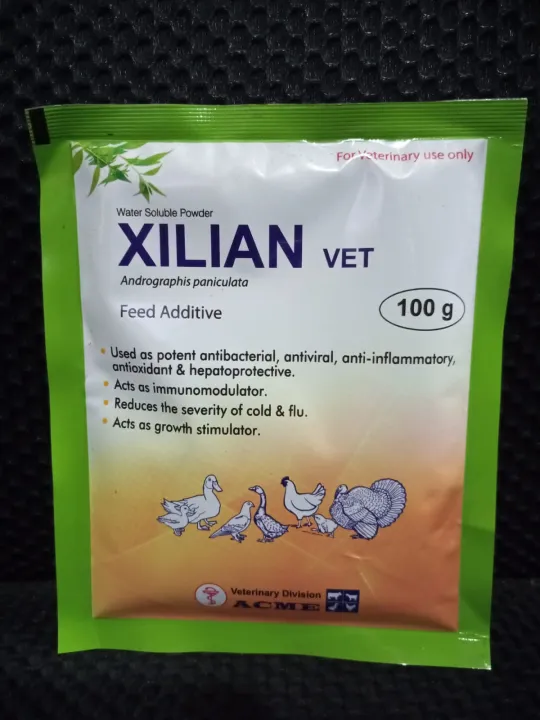 For Veterinary use only
Water Soluble Powder
XILIAN VET
Andrographis paniculata
Feed Additive
100 g
• Used as potent antibacterial, antiviral, anti-inflammatory,
antioxidant & hepatoprotective.
• Acts as immunomodulator.
• Reduces the severity of cold & flu.
• Acts as growth stimulator.
Veterinary Division
ACME